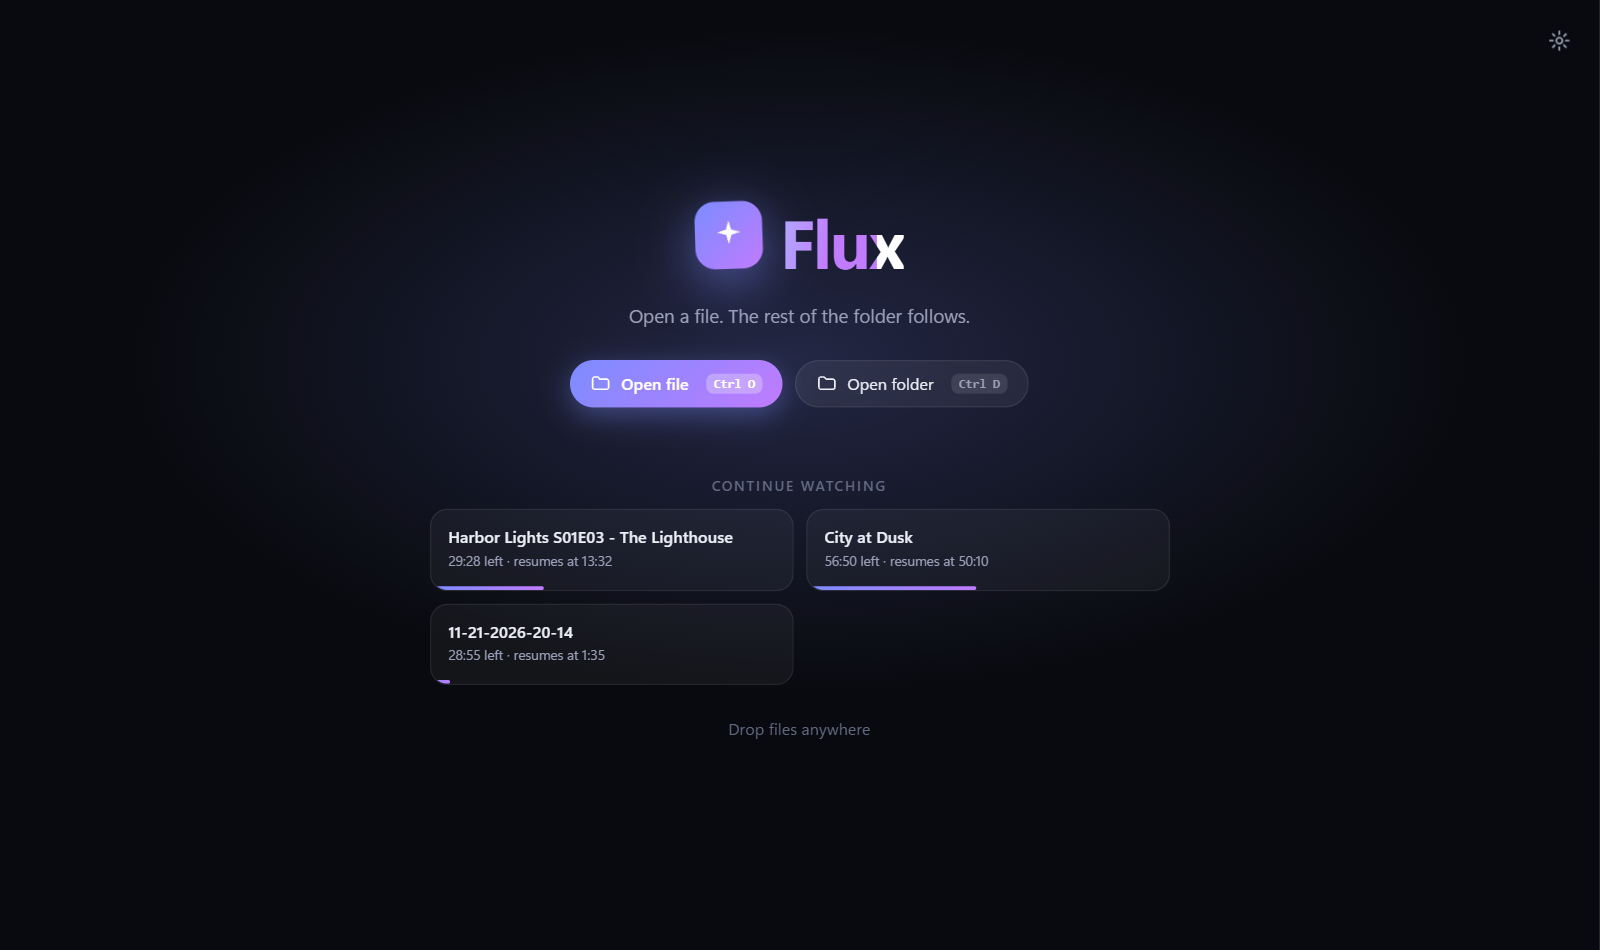 Flux
Open a file. The rest of the folder follows.
Open file Ctrl O
Open folder Ctrl D
CONTINUE WATCHING
Harbor Lights S01E03 - The Lighthouse
29:28 left · resumes at 13:32
City at Dusk
56:50 left · resumes at 50:10
11-21-2026-20-14
28:55 left · resumes at 1:35
Drop files anywhere